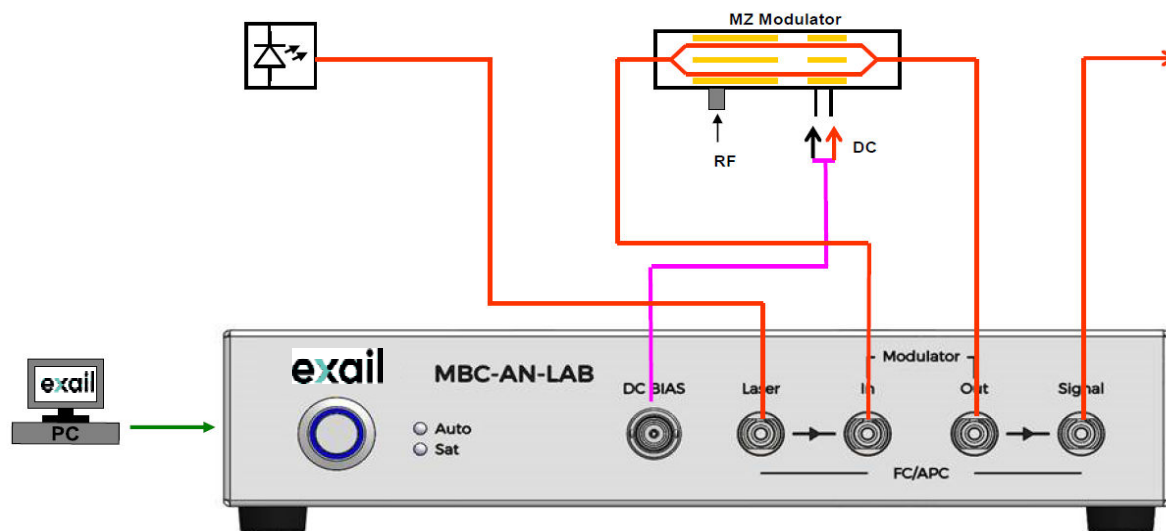 MZ Modulator
RF
DC
exail
PC
exail
MBC-AN-LAB
Auto
Sat
DC BIAS
Laser
Modulator
In
Out
Signal
FC/APC